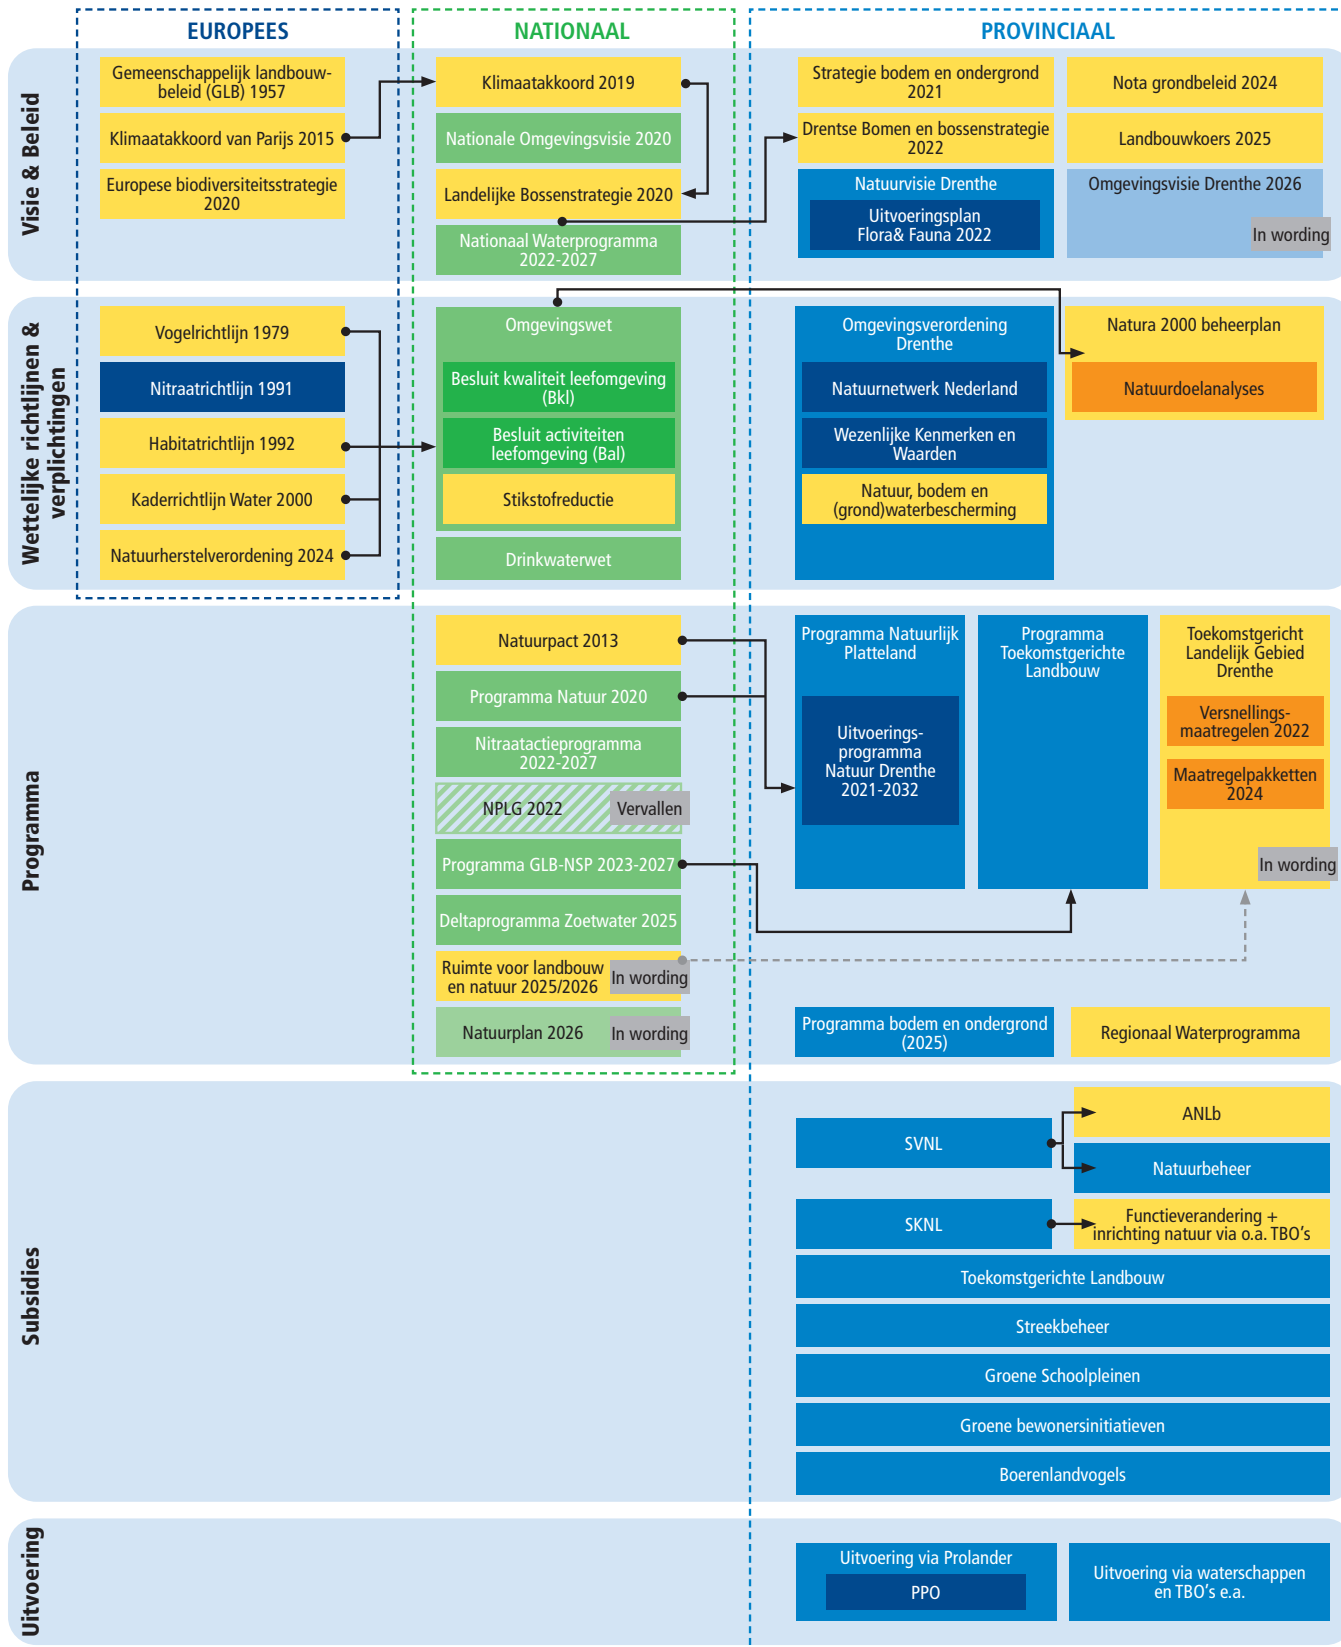 EUROPEES
NATIONAAL
PROVINCIAAL
Visie & Beleid
Gemeenschappelijk landbouw-
beleid (GLB) 1957
Klimaatakkoord van Parijs 2015
Europese biodiversiteitsstrategie
2020
Klimaatakkoord 2019
Nationale Omgevingsvisie 2020
Landelijke Bossenstrategie 2020
Nationaal Waterprogramma
2022-2027
Strategie bodem en ondergrond
2021
Drentse Bomen en bossenstrategie
2022
Natuurvisie Drenthe
Uitvoeringsplan
Flora& Fauna 2022
Nota grondbeleid 2024
Landbouwkoers 2025
Omgevingsvisie Drenthe 2026
In wording
Wettelijke richtlijnen &
verplichtingen
Vogelrichtlijn 1979
Nitraatrichtlijn 1991
Habitatrichtlijn 1992
Kaderrichtlijn Water 2000
Natuurherstelverordening 2024
Omgevingswet
Besluit kwaliteit leefomgeving
(Bkl)
Besluit activiteiten
leefomgeving (Bal)
Stikstofreductie
Drinkwaterwet
Omgevingsverordening
Drenthe
Natuurnetwerk Nederland
Wezenlijke Kenmerken en
Waarden
Natuur, bodem en
(grond)waterbescherming
Natura 2000 beheerplan
Natuurdoelanalyses
Programma
Natuurpact 2013
Programma Natuur 2020
Nitraatactieprogramma
2022-2027
NPLG 2022
Vervallen
Programma GLB-NSP 2023-2027
Deltaprogramma Zoetwater 2025
Ruimte voor landbouw
en natuur 2025/2026
In wording
Natuurplan 2026
In wording
Programma Natuurlijk
Platteland
Uitvoerings-
programma
Natuur Drenthe
2021-2032
Programma
Toekomstgerichte
Landbouw
Toekomstgericht
Landelijk Gebied
Drenthe
Versnellings-
maatregelen 2022
Maatregelpakketten
2024
In wording
Programma bodem en ondergrond
(2025)
Regionaal Waterprogramma
Subsidies
SVNL
ANLb
Natuurbeheer
SKNL
Functieverandering +
inrichting natuur via o.a. TBO's
Toekomstgerichte Landbouw
Streekbeheer
Groene Schoolpleinen
Groene bewonersinitiatieven
Boerenlandvogels
Uitvoering
Uitvoering via Prolander
PPO
Uitvoering via waterschappen
en TBO's e.a.